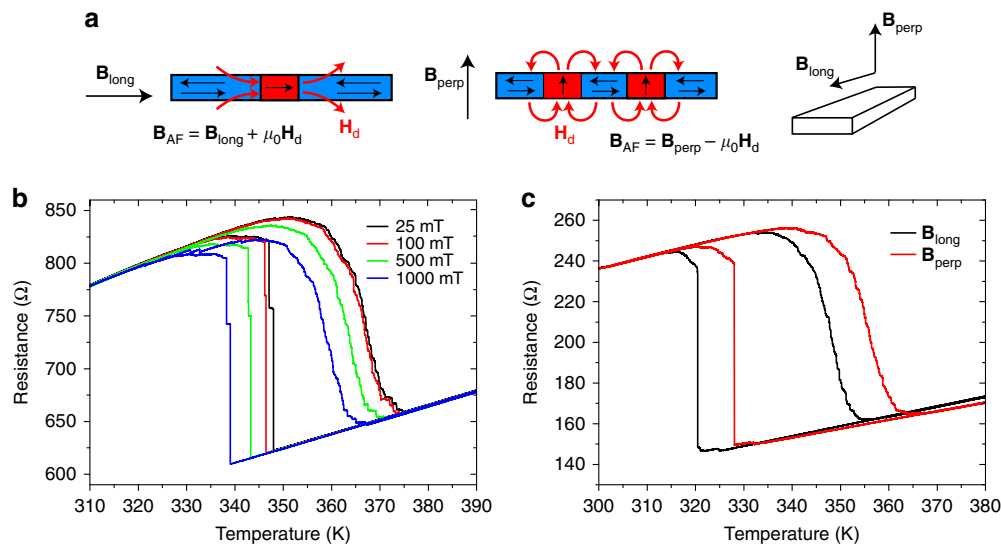 a
B_long
B_AF = B_long + μ₀H_d
H_d
B_perp
H_d
B_AF = B_perp − μ₀H_d
B_perp
B_long
b
850
800
750
700
650
600
Resistance (Ω)
25 mT
100 mT
500 mT
1000 mT
310 320 330 340 350 360 370 380 390
Temperature (K)
c
260
240
220
200
180
160
140
Resistance (Ω)
B_long
B_perp
300 310 320 330 340 350 360 370 380
Temperature (K)